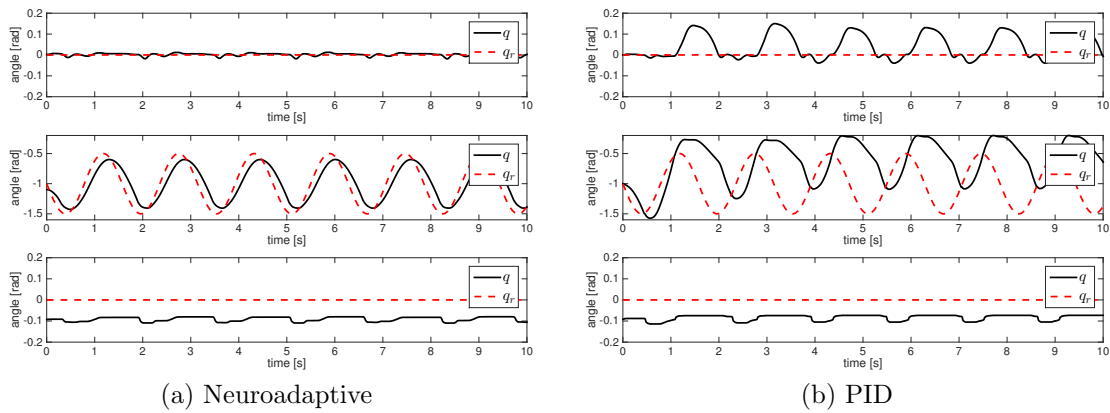 0.2
0.1
0
-0.1
0.2
angle [rad]
q
q_r
0 1 2 3 4 5 6 7 8 9 10
time [s]
-0.5
-1
-1.5
angle [rad]
q
q_r
0 1 2 3 4 5 6 7 8 9 10
time [s]
0.2
0.1
0
-0.1
-0.2
angle [rad]
q
q_r
0 1 2 3 4 5 6 7 8 9 10
time [s]
(a) Neuroadaptive
0.2
0.1
0
-0.1
0.2
angle [rad]
q
q_r
0 1 2 3 4 5 6 7 8 9 10
time [s]
-0.5
-1
-1.5
angle [rad]
q
q_r
0 1 2 3 4 5 6 7 8 9 10
time [s]
0.2
0.1
0
-0.1
-0.2
angle [rad]
q
q_r
0 1 2 3 4 5 6 7 8 9 10
time [s]
(b) PID